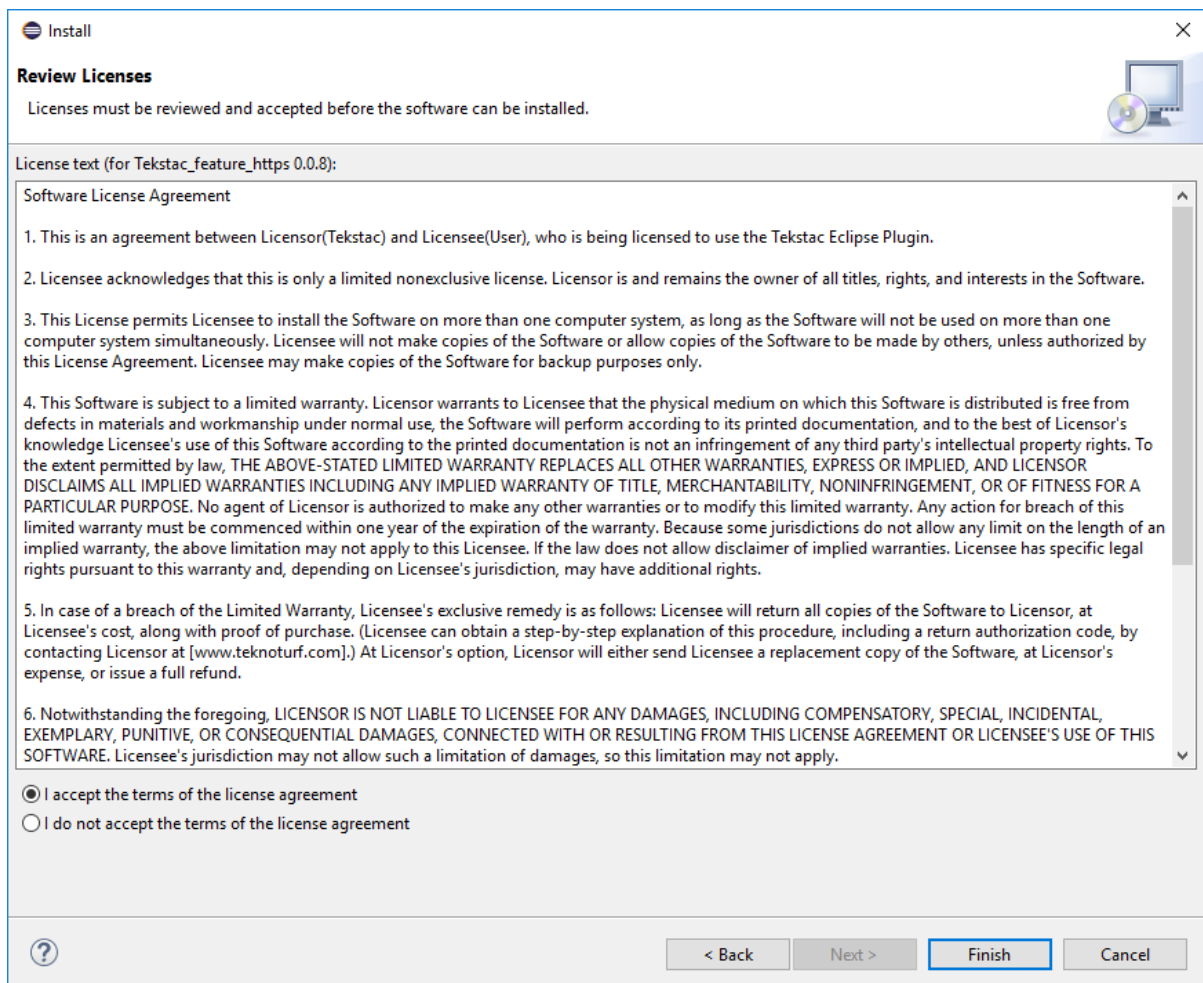 Install
Review Licenses
Licenses must be reviewed and accepted before the software can be installed.
License text (for Tekstac_feature_https 0.0.8):
Software License Agreement
1. This is an agreement between Licensor(Tekstac) and Licensee(User), who is being licensed to use the Tekstac Eclipse Plugin.
2. Licensee acknowledges that this is only a limited nonexclusive license. Licensor is and remains the owner of all titles, rights, and interests in the Software.
3. This License permits Licensee to install the Software on more than one computer system, as long as the Software will not be used on more than one
computer system simultaneously. Licensee will not make copies of the Software or allow copies of the Software to be made by others, unless authorized by
this License Agreement. Licensee may make copies of the Software for backup purposes only.
4. This Software is subject to a limited warranty. Licensor warrants to Licensee that the physical medium on which this Software is distributed is free from
defects in materials and workmanship under normal use, the Software will perform according to its printed documentation, and to the best of Licensor's
knowledge Licensee's use of this Software according to the printed documentation is not an infringement of any third party's intellectual property rights. To
the extent permitted by law, THE ABOVE-STATED LIMITED WARRANTY REPLACES ALL OTHER WARRANTIES, EXPRESS OR IMPLIED, AND LICENSOR
DISCLAIMS ALL IMPLIED WARRANTIES INCLUDING ANY IMPLIED WARRANTY OF TITLE, MERCHANTABILITY, NONINFRINGEMENT, OR OF FITNESS FOR A
PARTICULAR PURPOSE. No agent of Licensor is authorized to make any other warranties or to modify this limited warranty. Any action for breach of this
limited warranty must be commenced within one year of the expiration of the warranty. Because some jurisdictions do not allow any limit on the length of an
implied warranty, the above limitation may not apply to this Licensee. If the law does not allow disclaimer of implied warranties. Licensee has specific legal
rights pursuant to this warranty and, depending on Licensee's jurisdiction, may have additional rights.
5. In case of a breach of the Limited Warranty, Licensee's exclusive remedy is as follows: Licensee will return all copies of the Software to Licensor, at
Licensee's cost, along with proof of purchase. (Licensee can obtain a step-by-step explanation of this procedure, including a return authorization code, by
contacting Licensor at [www.teknoturf.com].) At Licensor's option, Licensor will either send Licensee a replacement copy of the Software, at Licensor's
expense, or issue a full refund.
6. Notwithstanding the foregoing, LICENSOR IS NOT LIABLE TO LICENSEE FOR ANY DAMAGES, INCLUDING COMPENSATORY, SPECIAL, INCIDENTAL,
EXEMPLARY, PUNITIVE, OR CONSEQUENTIAL DAMAGES, CONNECTED WITH OR RESULTING FROM THIS LICENSE AGREEMENT OR LICENSEE'S USE OF THIS
SOFTWARE. Licensee's jurisdiction may not allow such a limitation of damages, so this limitation may not apply.
I accept the terms of the license agreement
I do not accept the terms of the license agreement
? < Back Next > Finish Cancel